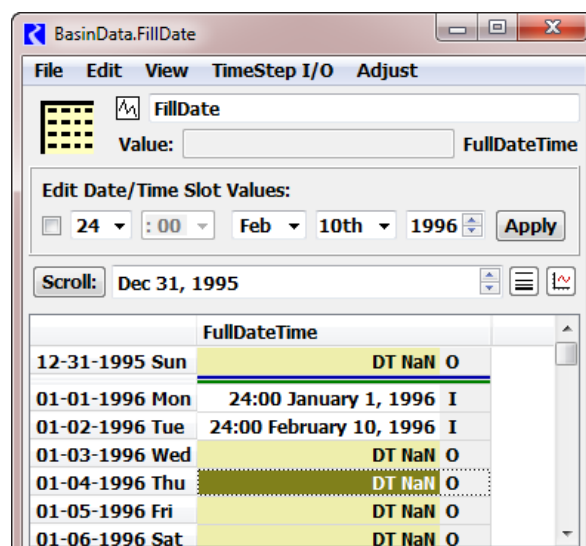 BasinData.FillDate
File Edit View TimeStep I/O Adjust
FillDate
Value: FullDateTime
Edit Date/Time Slot Values:
24 : 00 Feb 10th 1996 Apply
Scroll: Dec 31, 1995
FullDateTime
12-31-1995 Sun DT NaN O
01-01-1996 Mon 24:00 January 1, 1996 I
01-02-1996 Tue 24:00 February 10, 1996 I
01-03-1996 Wed DT NaN O
01-04-1996 Thu DT NaN O
01-05-1996 Fri DT NaN O
01-06-1996 Sat DT NaN O